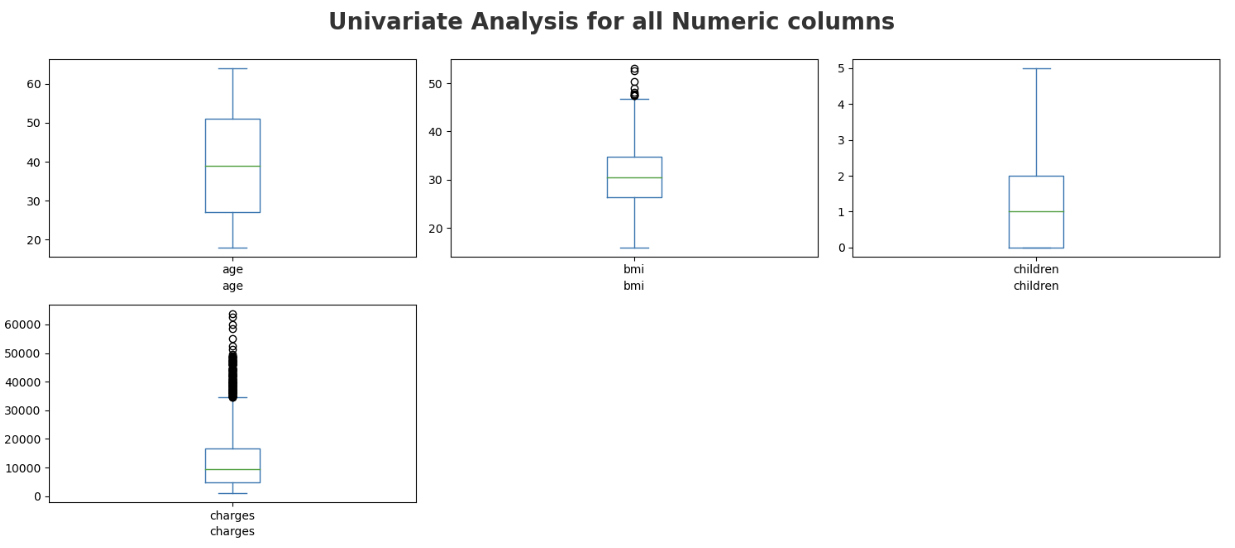 Univariate Analysis for all Numeric columns
60
50
40
30
20
age
age
50
40
30
20
bmi
bmi
5
4
3
2
1
0
children
children
60000
50000
40000
30000
20000
10000
0
charges
charges